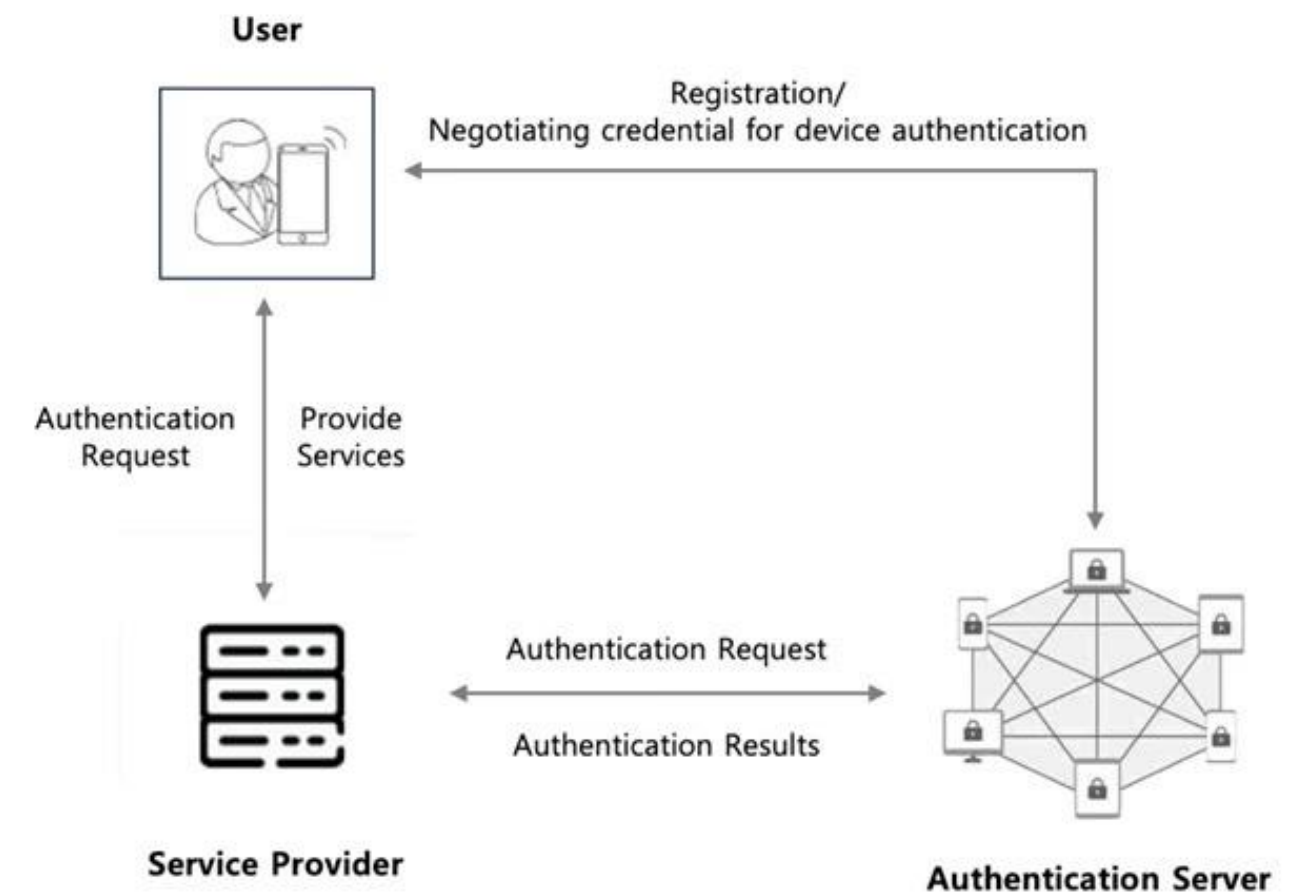 User
Registration/
Negotiating credential for device authentication
Authentication
Request
Provide
Services
Authentication Request
Authentication Results
Service Provider
Authentication Server